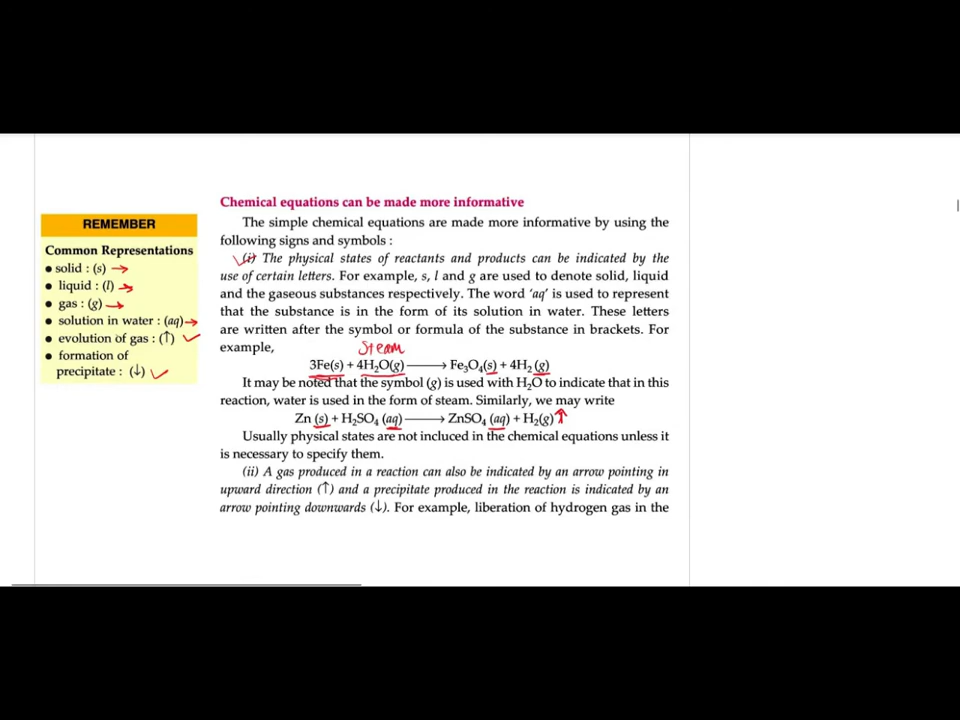 Chemical equations can be made more informative
REMEMBER
Common Representations
• solid : (s) →
• liquid : (l) →
• gas : (g) →
• solution in water : (aq) →
• evolution of gas : (↑) ✓
• formation of
precipitate : (↓) ✓
The simple chemical equations are made more informative by using the
following signs and symbols :
(i) The physical states of reactants and products can be indicated by the
use of certain letters. For example, s, l and g are used to denote solid, liquid
and the gaseous substances respectively. The word ‘aq’ is used to represent
that the substance is in the form of its solution in water. These letters
are written after the symbol or formula of the substance in brackets. For
example,
Steam
3Fe(s) + 4H₂O(g) ⟶ Fe₃O₄(s) + 4H₂ (g)
It may be noted that the symbol (g) is used with H₂O to indicate that in this
reaction, water is used in the form of steam. Similarly, we may write
Zn (s) + H₂SO₄ (aq) ⟶ ZnSO₄ (aq) + H₂(g) ↑
Usually physical states are not included in the chemical equations unless it
is necessary to specify them.
(ii) A gas produced in a reaction can also be indicated by an arrow pointing in
upward direction (↑) and a precipitate produced in the reaction is indicated by an
arrow pointing downwards (↓). For example, liberation of hydrogen gas in the